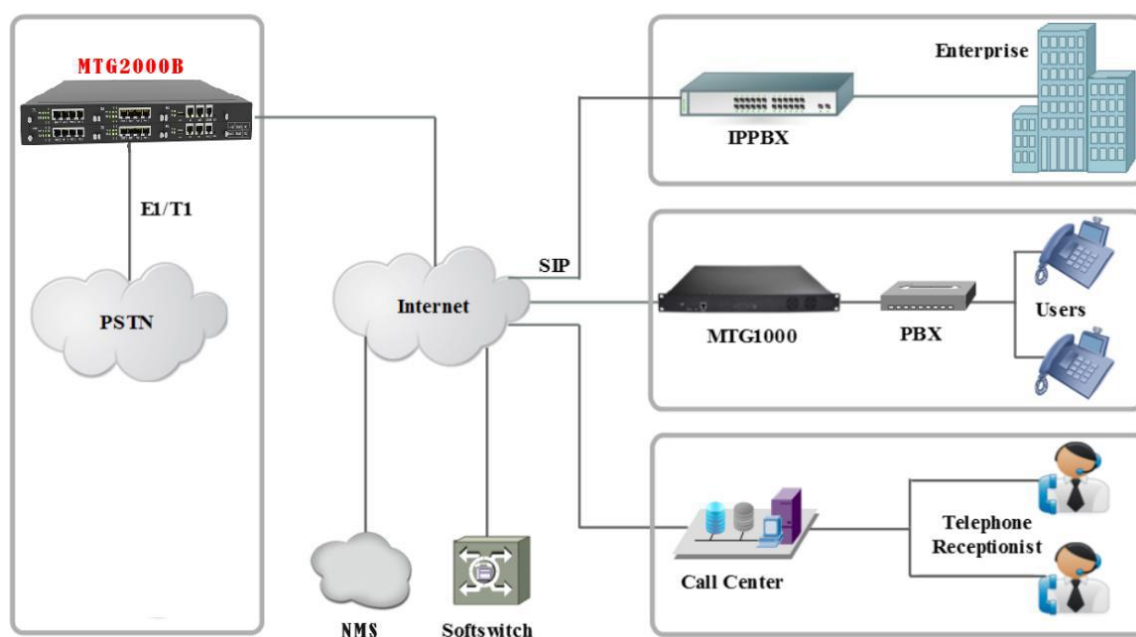 MTG2000B
E1/T1
PSTN
Internet
SIP
NMS
Softswitch
Enterprise
IPPBX
MTG1000
PBX
Users
Call Center
Telephone
Receptionist